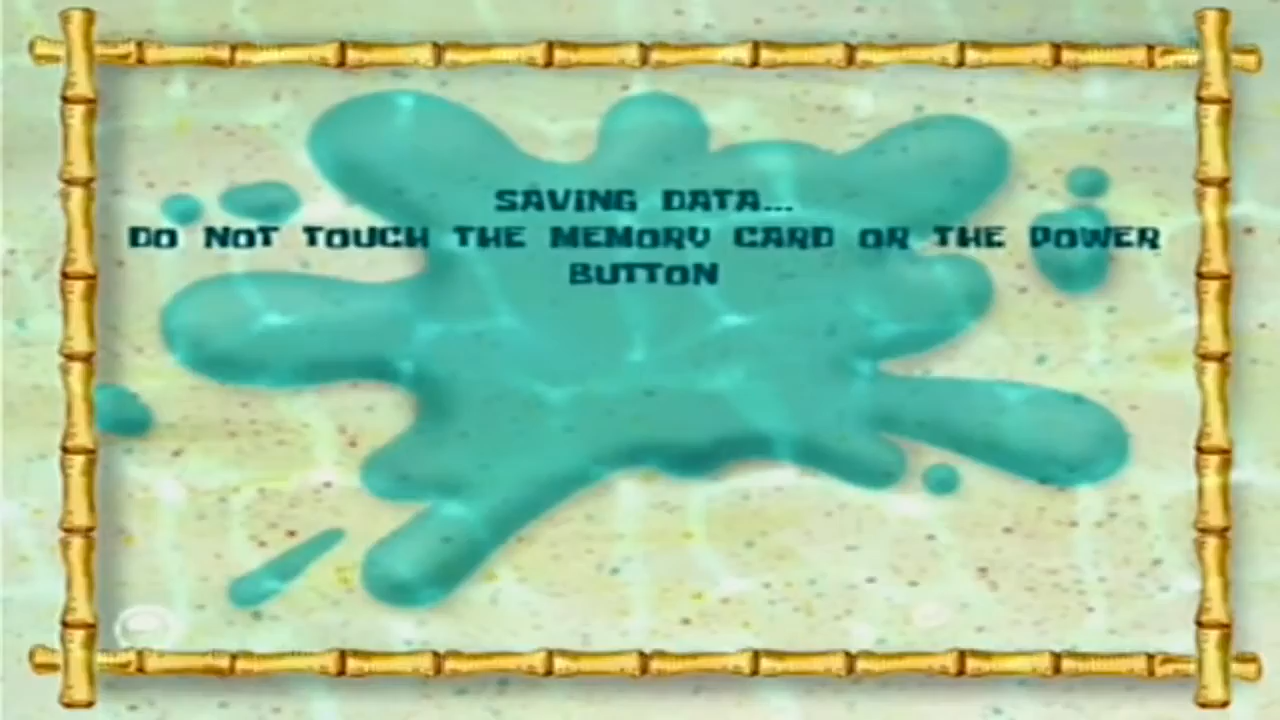 SAVING DATA...
DO NOT TOUCH THE MEMORY CARD OR THE POWER
BUTTON